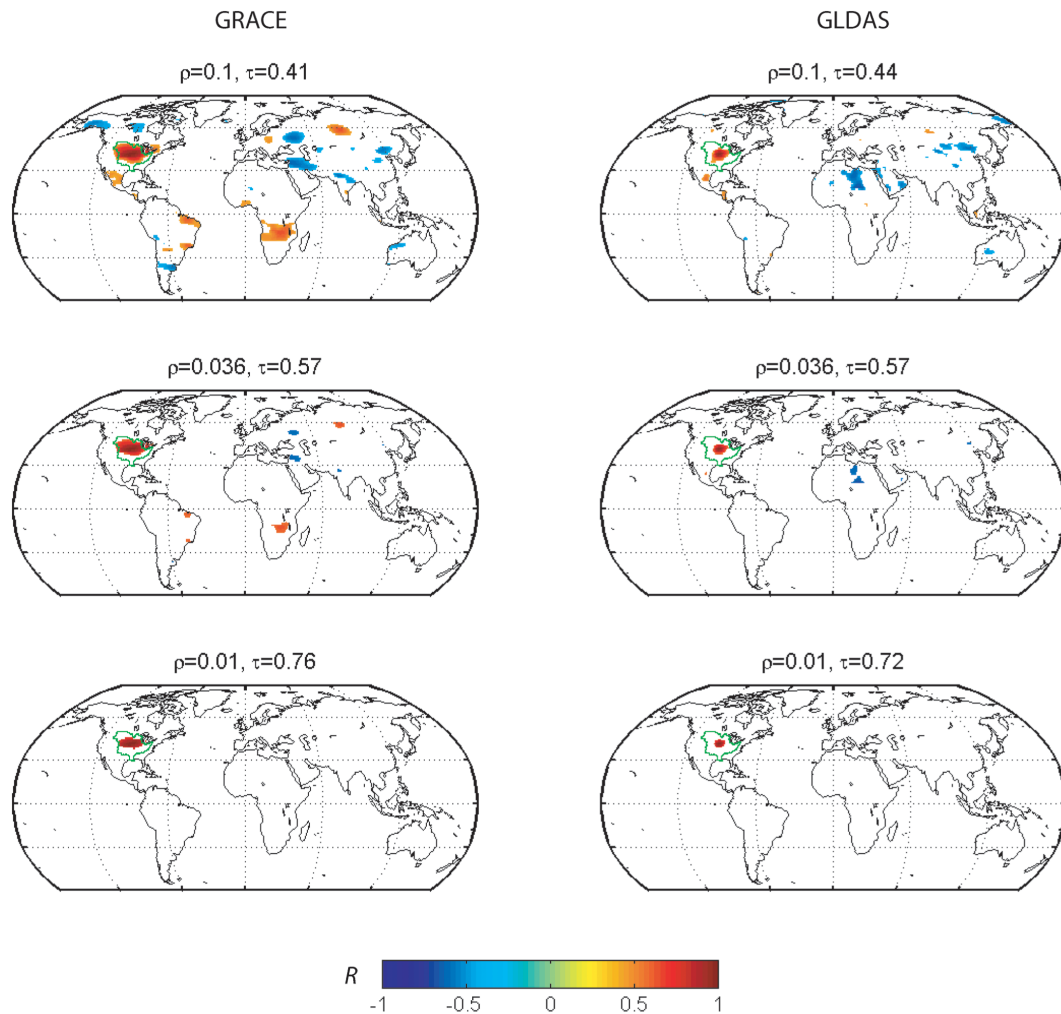 GRACE
GLDAS
ρ=0.1, τ=0.41
ρ=0.1, τ=0.44
ρ=0.036, τ=0.57
ρ=0.036, τ=0.57
ρ=0.01, τ=0.76
ρ=0.01, τ=0.72
R
-1 -0.5 0 0.5 1